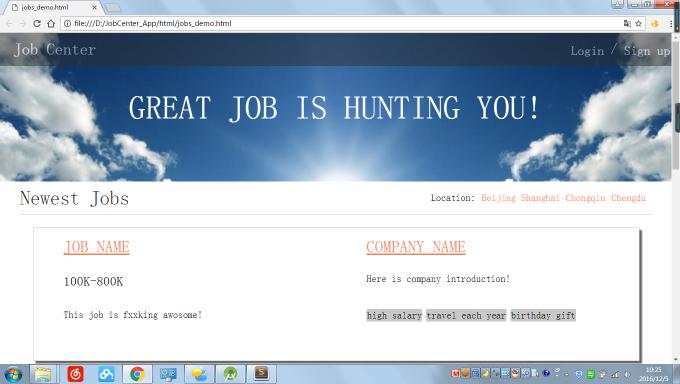 jobs_demo.html
file:///D:/JobCenter_App/html/jobs_demo.html
Job Center
Login / Sign up
GREAT JOB IS HUNTING YOU!
Newest Jobs
Location: Beijing Shanghai Chongqin Chengdu
JOB NAME
COMPANY NAME
100K-800K
Here is company introduction!
This job is fxxking awosome!
high salary travel each year birthday gift
10:25
2016/12/5